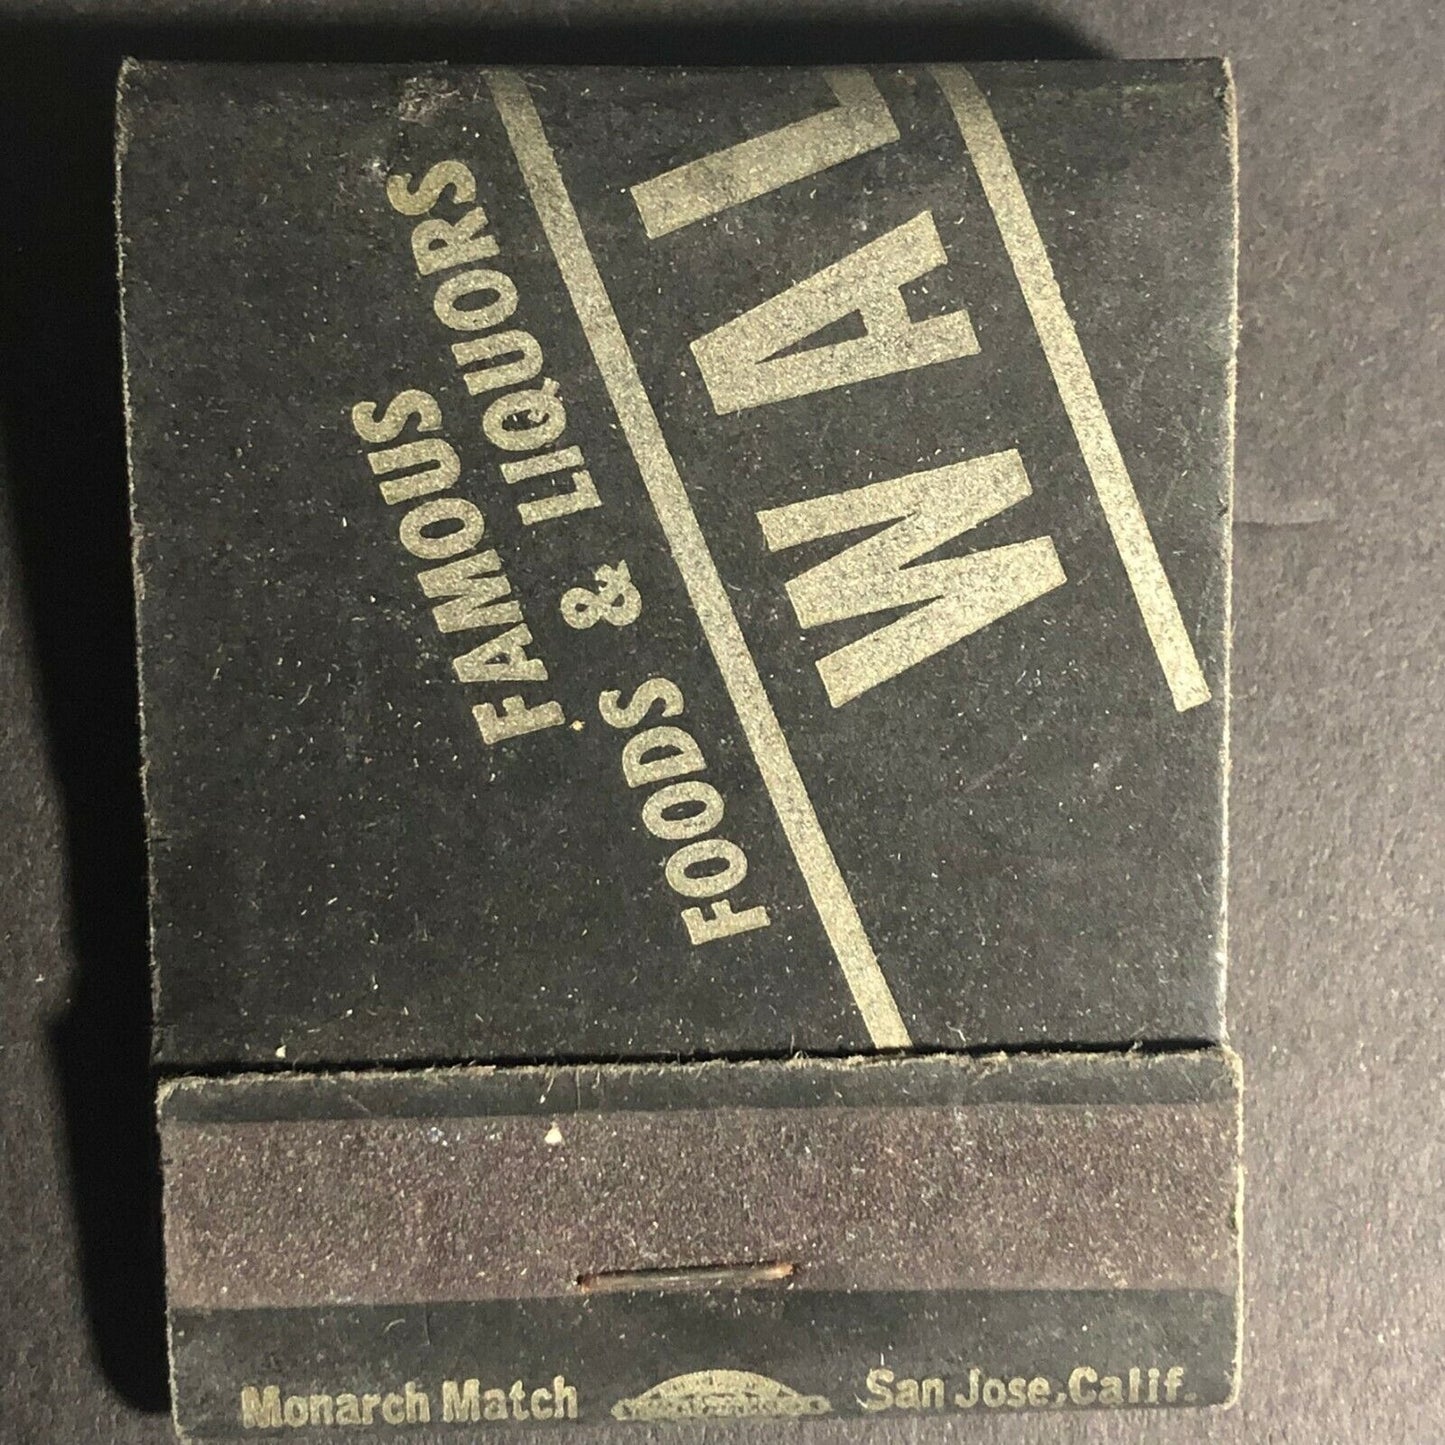 WAL
FAMOUS
FOODS & LIQUORS
Monarch Match San Jose, Calif.